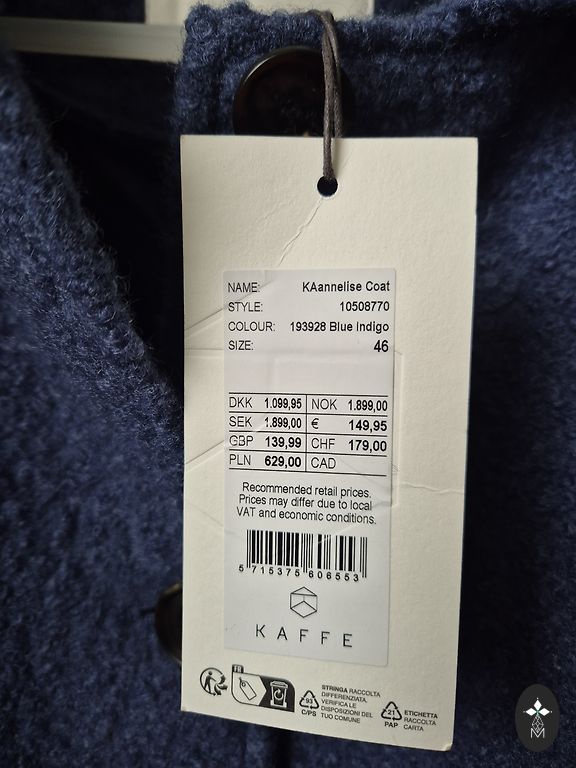 NAME: KAannelise Coat
STYLE: 10508770
COLOUR: 193928 Blue Indigo
SIZE: 46
DKK 1.099,95 NOK 1.899,00
SEK 1.899,00 € 149,95
GBP 139,99 CHF 179,00
PLN 629,00 CAD
Recommended retail prices.
Prices may differ due to local
VAT and economic conditions.
5 715375 606553
KAFFE
FR
93
C/PS
STRINGA RACCOLTA
DIFFERENZIATA.
VERIFICA LE
DISPOSIZIONI DEL
TUO COMUNE
21
PAP
ETICHETTA
RACCOLTA
CARTA
M